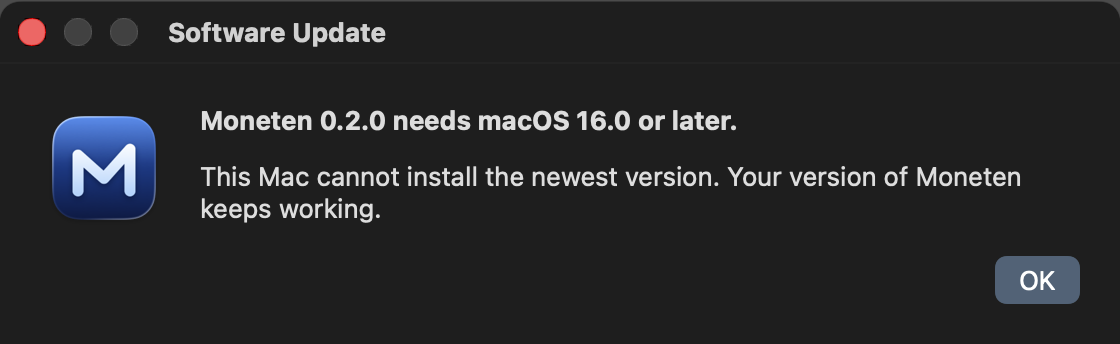 Software Update
Moneten 0.2.0 needs macOS 16.0 or later.
This Mac cannot install the newest version. Your version of Moneten
keeps working.
OK